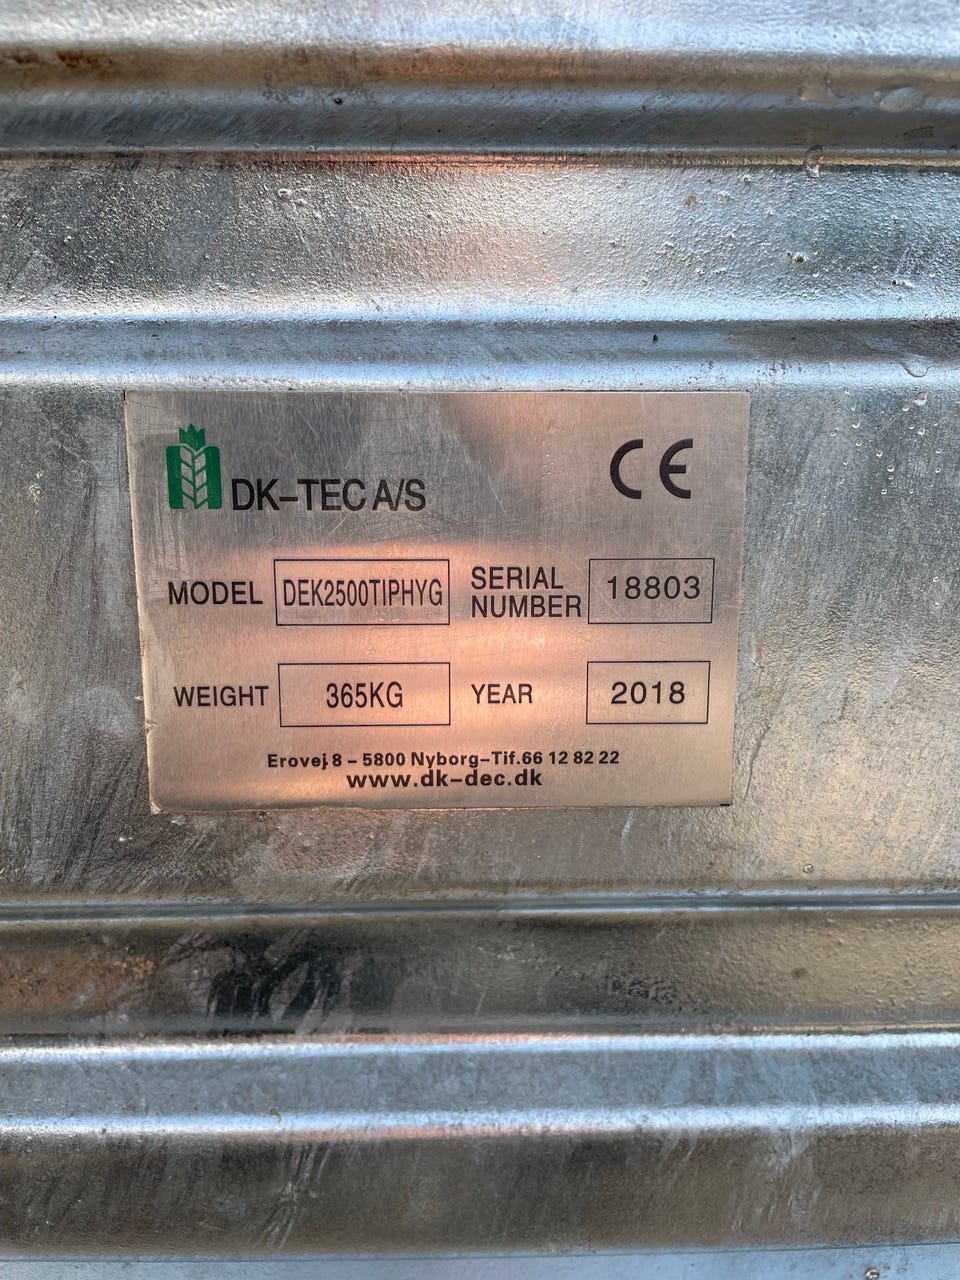 DK-TEC A/S
CE
MODEL DEK2500TIPHYG SERIAL NUMBER 18803
WEIGHT 365KG YEAR 2018
Erovej 8 - 5800 Nyborg-Tif.66 12 82 22
www.dk-dec.dk